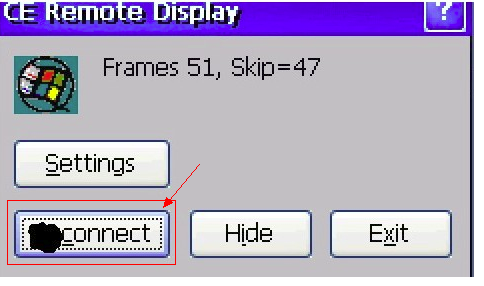 CE Remote Display ?
Frames 51, Skip=47
Settings
connect Hide Exit